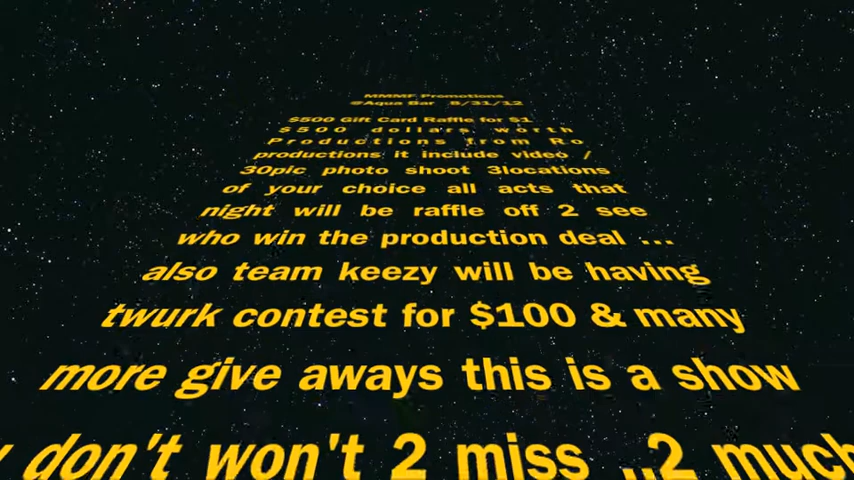 MMMF Promotions
@Aqua Bar 8/31/12
$500 Gift Card Raffle for $1
$500 dollars worth
Productions from Ro
productions it include video /
30pic photo shoot 3locations
of your choice all acts that
night will be raffle off 2 see
who win the production deal ...
also team keezy will be having
twurk contest for $100 & many
more give aways this is a show
don't won't 2 miss ..2 much